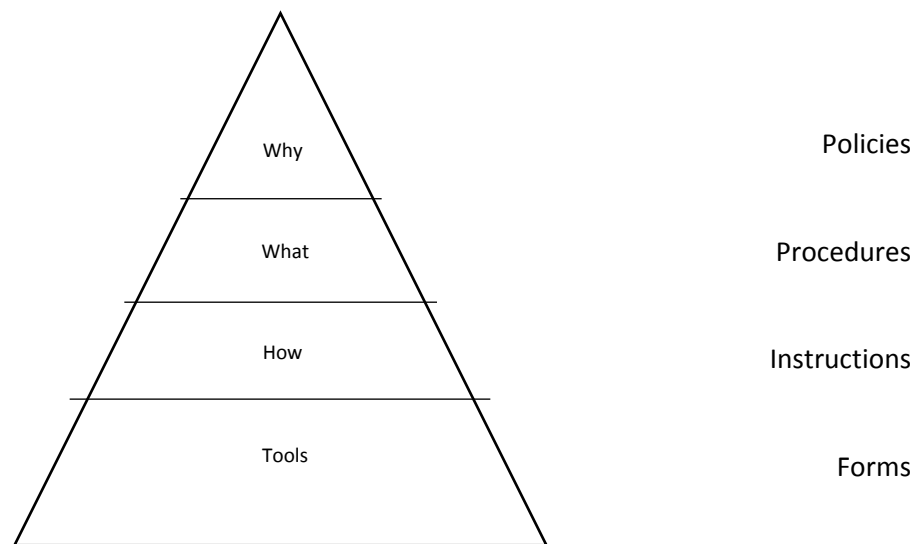 Why
Policies
What
Procedures
How
Instructions
Tools
Forms